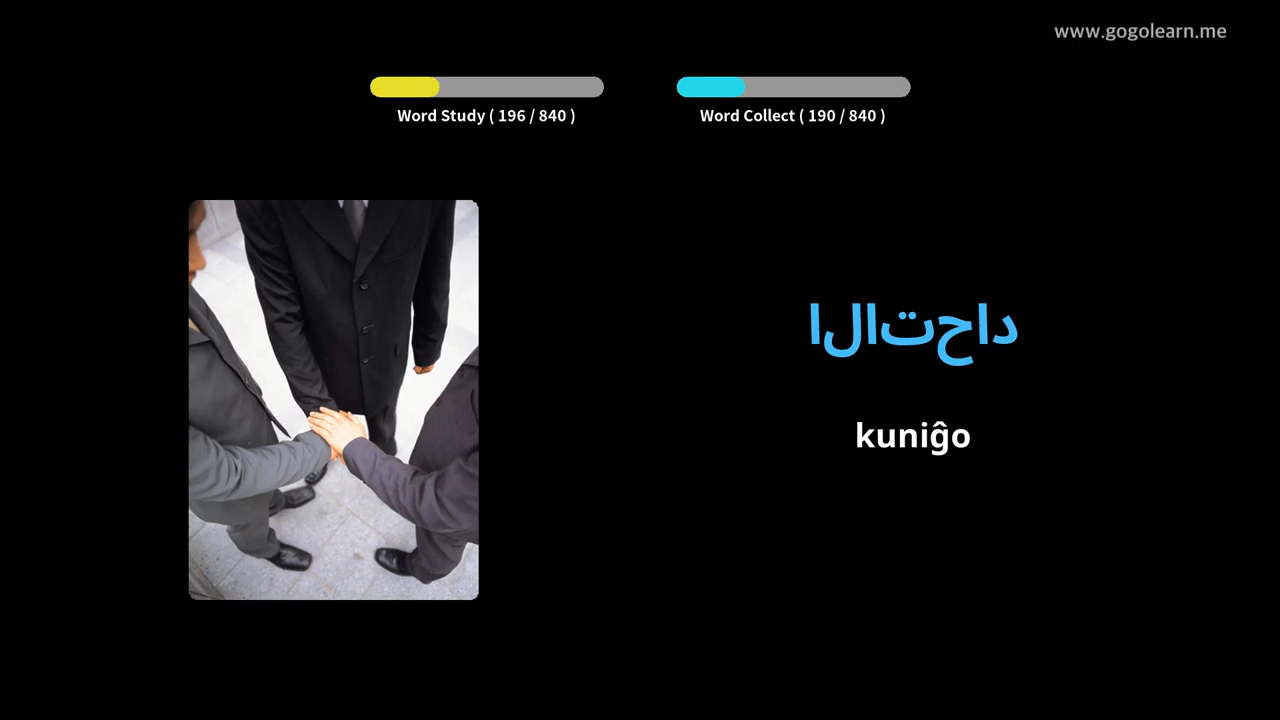 www.gogolearn.me
Word Study ( 196 / 840 )
Word Collect ( 190 / 840 )
الاتحاد
kuniĝo